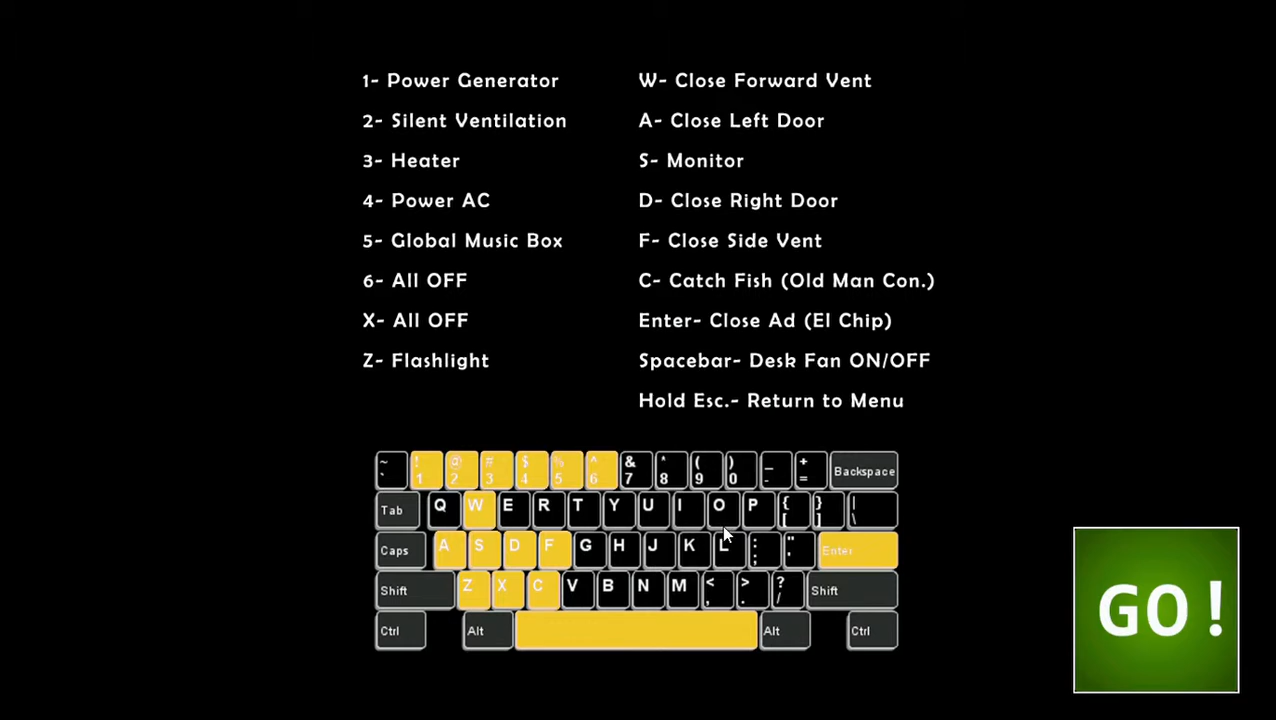 1- Power Generator
2- Silent Ventilation
3- Heater
4- Power AC
5- Global Music Box
6- All OFF
X- All OFF
Z- Flashlight
W- Close Forward Vent
A- Close Left Door
S- Monitor
D- Close Right Door
F- Close Side Vent
C- Catch Fish (Old Man Con.)
Enter- Close Ad (El Chip)
Spacebar- Desk Fan ON/OFF
Hold Esc.- Return to Menu
~ ! @ # $ % ^ & * ( ) _ +
` 1 2 3 4 5 6 7 8 9 0 - = Backspace
Tab Q W E R T Y U I O P { [ } ] | \
Caps A S D F G H J K L : ; " ' Enter
Shift Z X C V B N M < , > . ? / Shift
Ctrl Alt Alt Ctrl
GO!